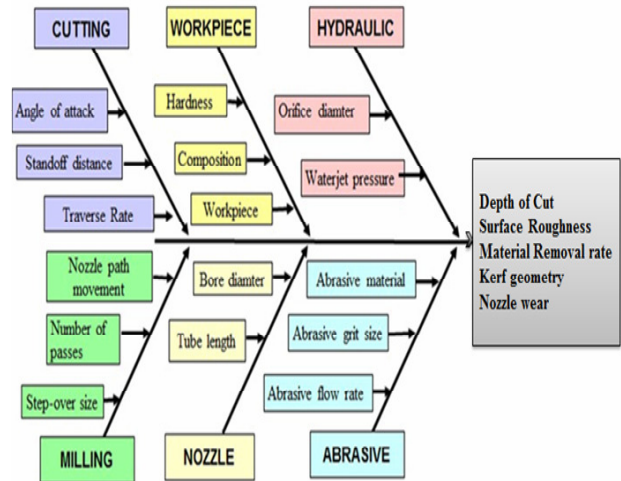 CUTTING
WORKPIECE
HYDRAULIC
Angle of attack
Standoff distance
Traverse Rate
Hardness
Composition
Workpiece
Orifice diamter
Waterjet pressure
Depth of Cut
Surface Roughness
Material Removal rate
Kerf geometry
Nozzle wear
Nozzle path
movement
Number of
passes
Step-over size
Bore diamter
Tube length
Abrasive material
Abrasive grit size
Abrasive flow rate
MILLING
NOZZLE
ABRASIVE